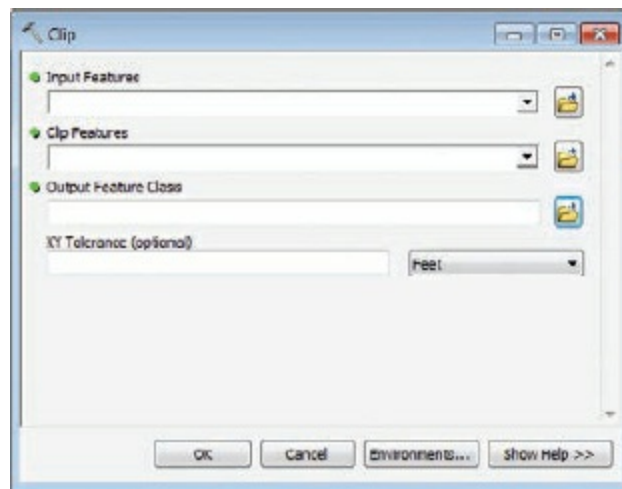 Clip
Input Features
Clip Features
Output Feature Class
XY Tolerance (optional)
Feet
OK
Cancel
Environments...
Show Help >>